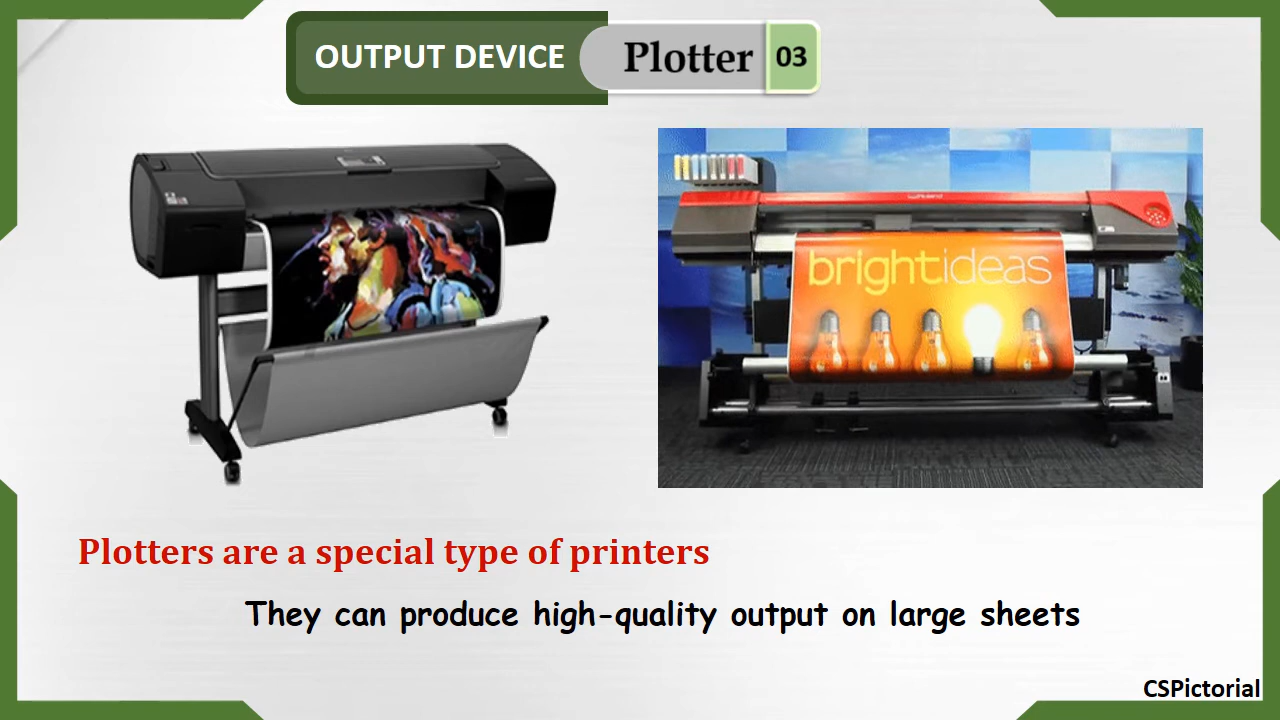 OUTPUT DEVICE Plotter 03
brightideas
Plotters are a special type of printers
They can produce high-quality output on large sheets
CSPictorial